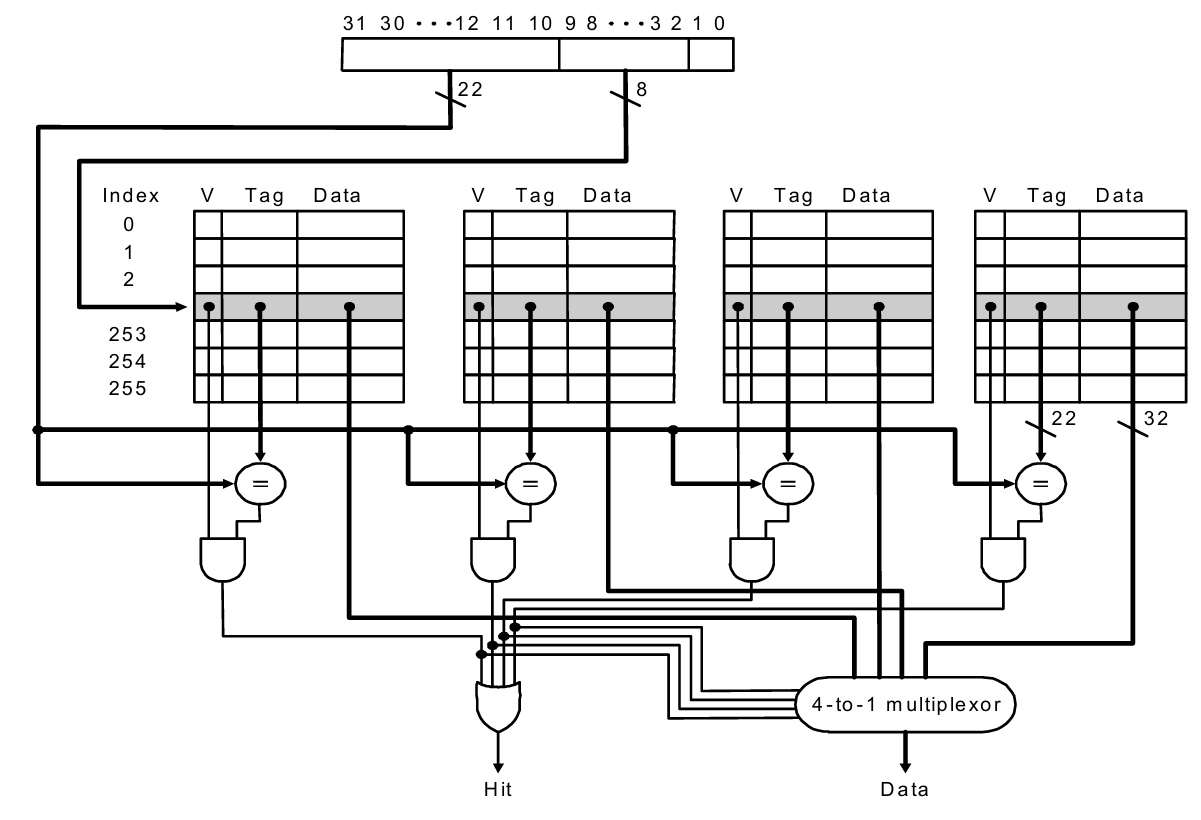 31 30 ···12 11 10 9 8 ···3 2 1 0
22 8
Index V Tag Data V Tag Data V Tag Data V Tag Data
0
1
2
253
254
255
22 32
= = = =
4-to-1 multiplexor
Hit Data